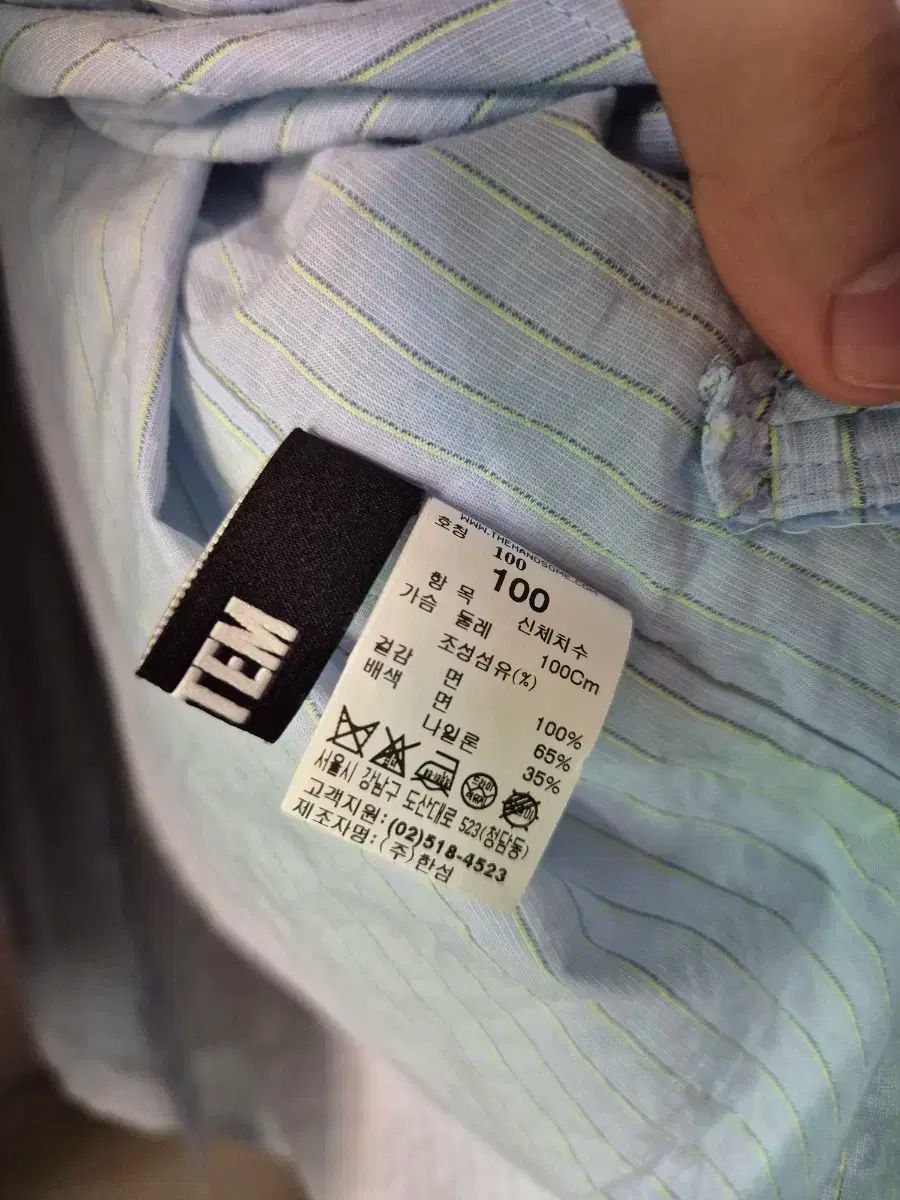 TEM
WWW.THEHANDSOME.COM
호칭 100
100
항 목 신체치수
가슴 둘레 100Cm
조성섬유(%)
겉감 면 100%
배색 면 65%
나일론 35%
드라이
서울시 강남구 도산대로 523(청담동)
고객지원: (02)518-4523
제조자명: (주)한섬